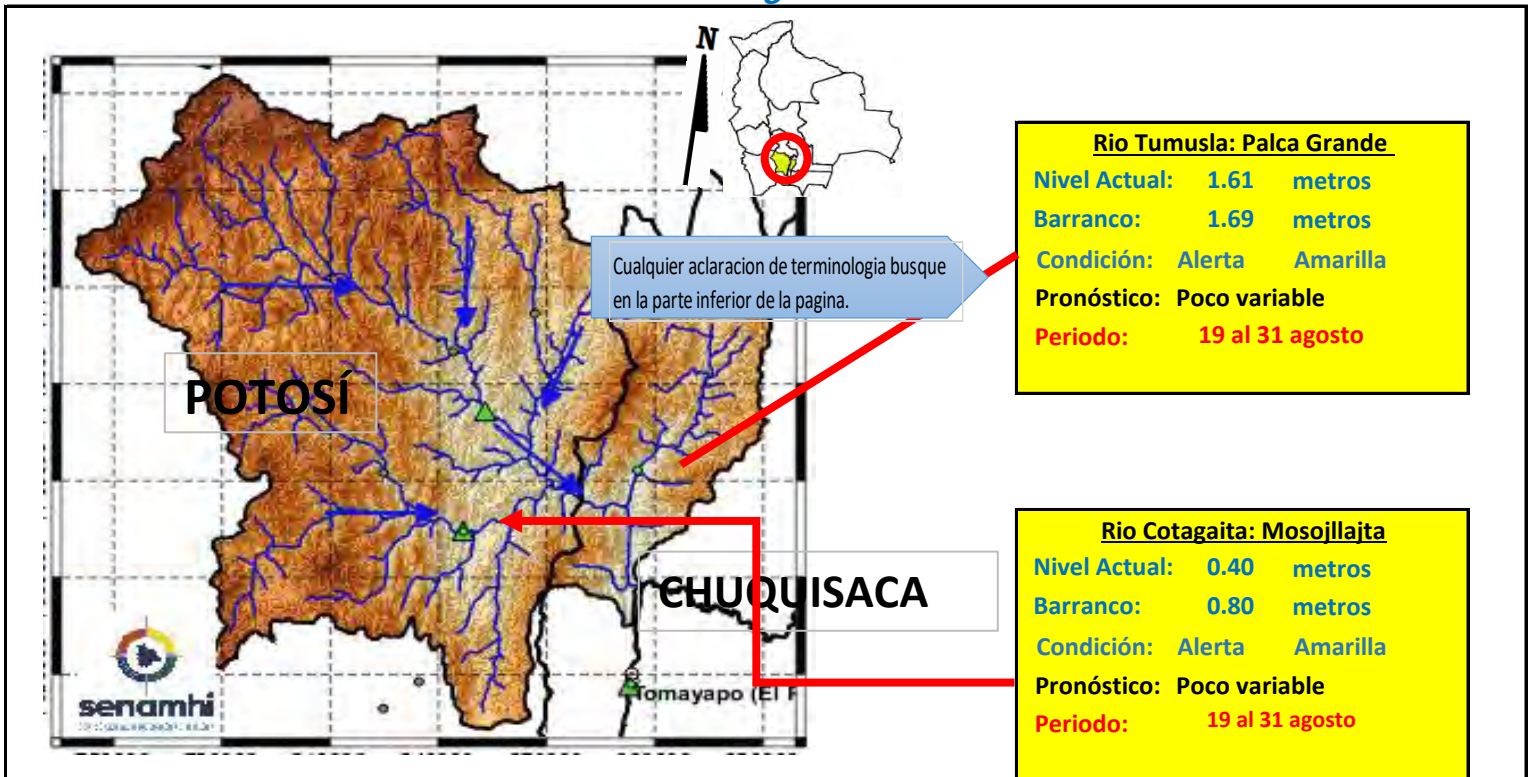 N
Cualquier aclaracion de terminologia busque
en la parte inferior de la pagina.
POTOSÍ
CHUQUISACA
Tomayapo (El
senamhi
Rio Tumusla: Palca Grande
Nivel Actual: 1.61 metros
Barranco: 1.69 metros
Condición: Alerta Amarilla
Pronóstico: Poco variable
Periodo: 19 al 31 agosto
Rio Cotagaita: Mosojllajta
Nivel Actual: 0.40 metros
Barranco: 0.80 metros
Condición: Alerta Amarilla
Pronóstico: Poco variable
Periodo: 19 al 31 agosto